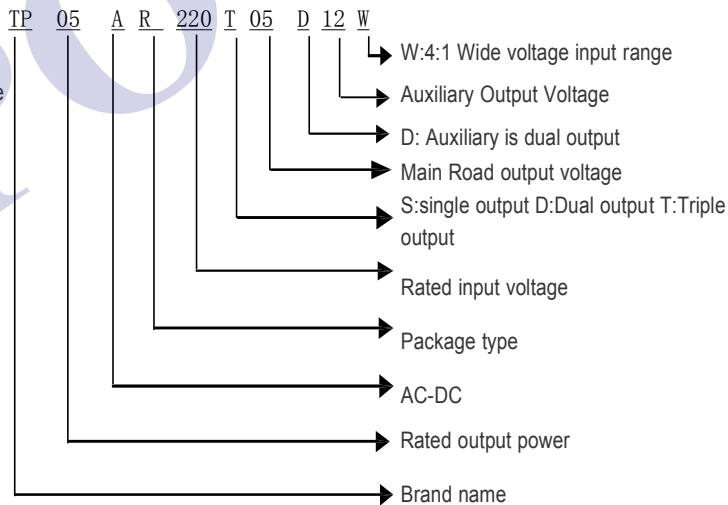 TP 05 A R 220 T 05 D 12 W
W:4:1 Wide voltage input range
Auxiliary Output Voltage
D: Auxiliary is dual output
Main Road output voltage
S:single output D:Dual output T:Triple
output
Rated input voltage
Package type
AC-DC
Rated output power
Brand name